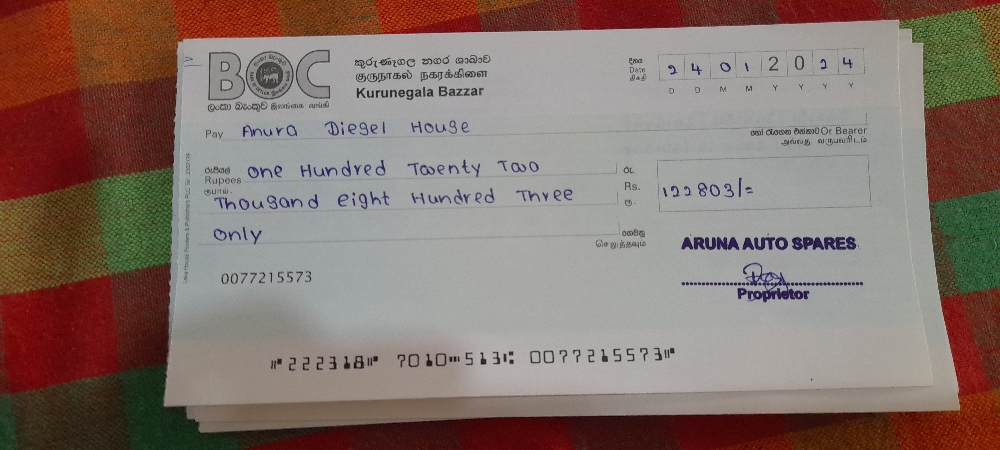 BOC
ලංකා බැංකුව இலங்கை வங்கி
කුරුණෑගල නගර ශාඛාව
குருநாகல் நகரக்கிளை
Kurunegala Bazzar
දිනය
Date
திகதி
2 4 0 1 2 0 2 4
D D M M Y Y Y Y
Pay Anura Diesel House
හෝ රැගෙන එන්නාට Or Bearer
அல்லது வருபவரிடம்
රුපියල්
Rupees
ரூபாய்
One Hundred Twenty Two
Thousand eight Hundred Three
Only
රු.
Rs.
ரூ.
122803/=
ගෙවනු
செலுத்தவும்
ARUNA AUTO SPARES
Proprietor
0077215573
⑈222318⑈ 7010⑉513⑆ 0077215573⑈